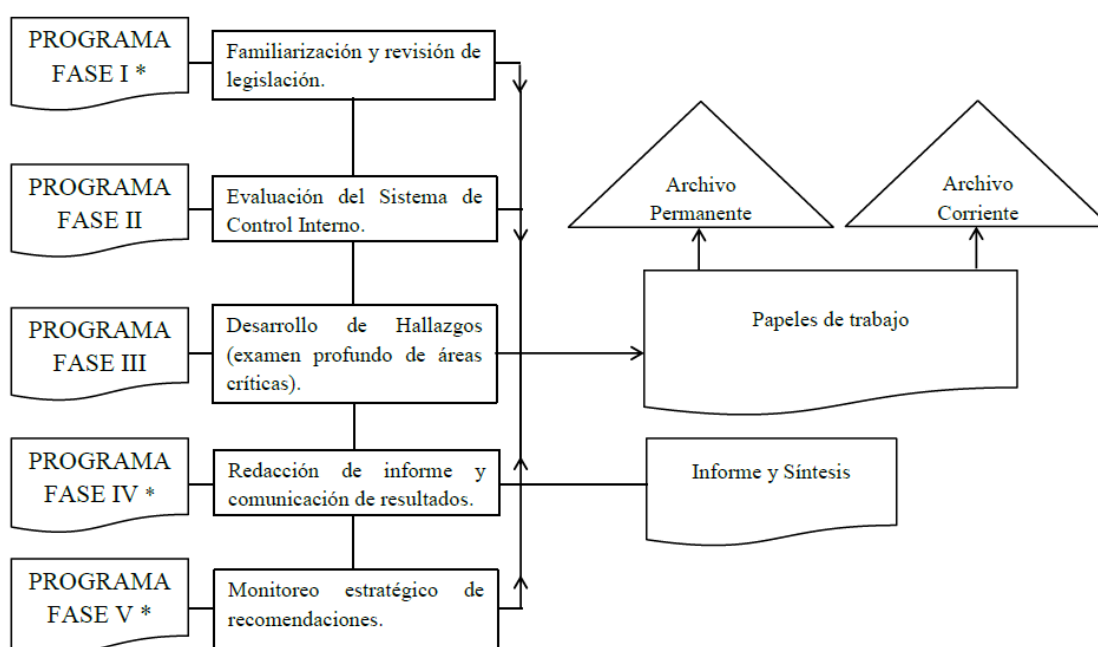 PROGRAMA
FASE I *
Familiarización y revisión de
legislación.
PROGRAMA
FASE II
Evaluación del Sistema de
Control Interno.
Archivo
Permanente
Archivo
Corriente
PROGRAMA
FASE III
Desarrollo de Hallazgos
(examen profundo de áreas
críticas).
Papeles de trabajo
PROGRAMA
FASE IV *
Redacción de informe y
comunicación de resultados.
Informe y Síntesis
PROGRAMA
FASE V *
Monitoreo estratégico de
recomendaciones.